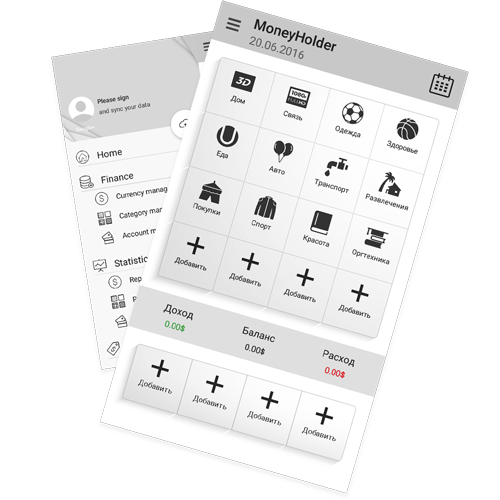 MoneyHolder
20.06.2016
3D
1080p
FULL HD
Дом
Связь
Одежда
Здоровье
Еда
Авто
Транспорт
Развлечения
Покупки
Спорт
Красота
Оргтехника
Добавить
Добавить
Добавить
Добавить
Доход
0.00$
Баланс
0.00$
Расход
0.00$
Добавить
Добавить
Добавить
Добавить
Please sign
and sync your data
Home
Finance
Currency manag
Category man
Account m
Statistic
Rep